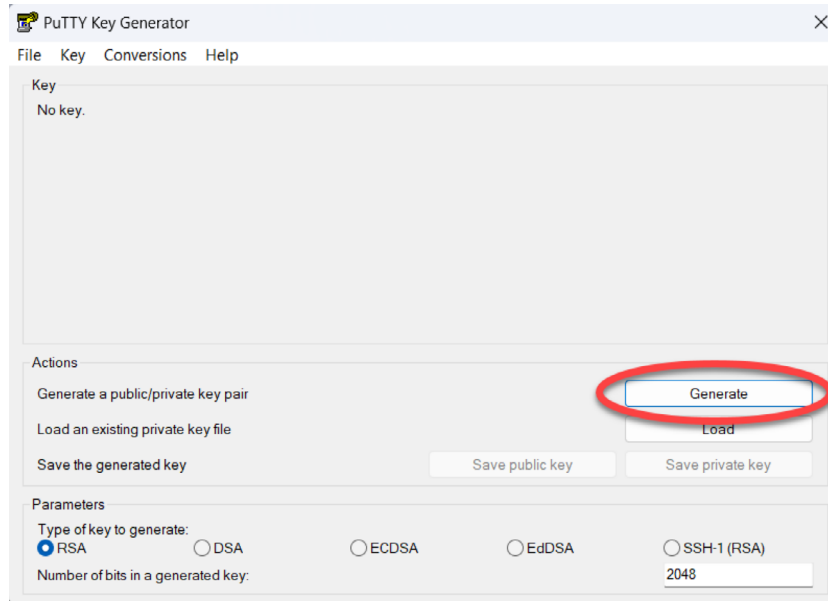 PuTTY Key Generator
File Key Conversions Help
Key
No key.
Actions
Generate a public/private key pair Generate
Load an existing private key file Load
Save the generated key Save public key Save private key
Parameters
Type of key to generate:
RSA DSA ECDSA EdDSA SSH-1 (RSA)
Number of bits in a generated key: 2048